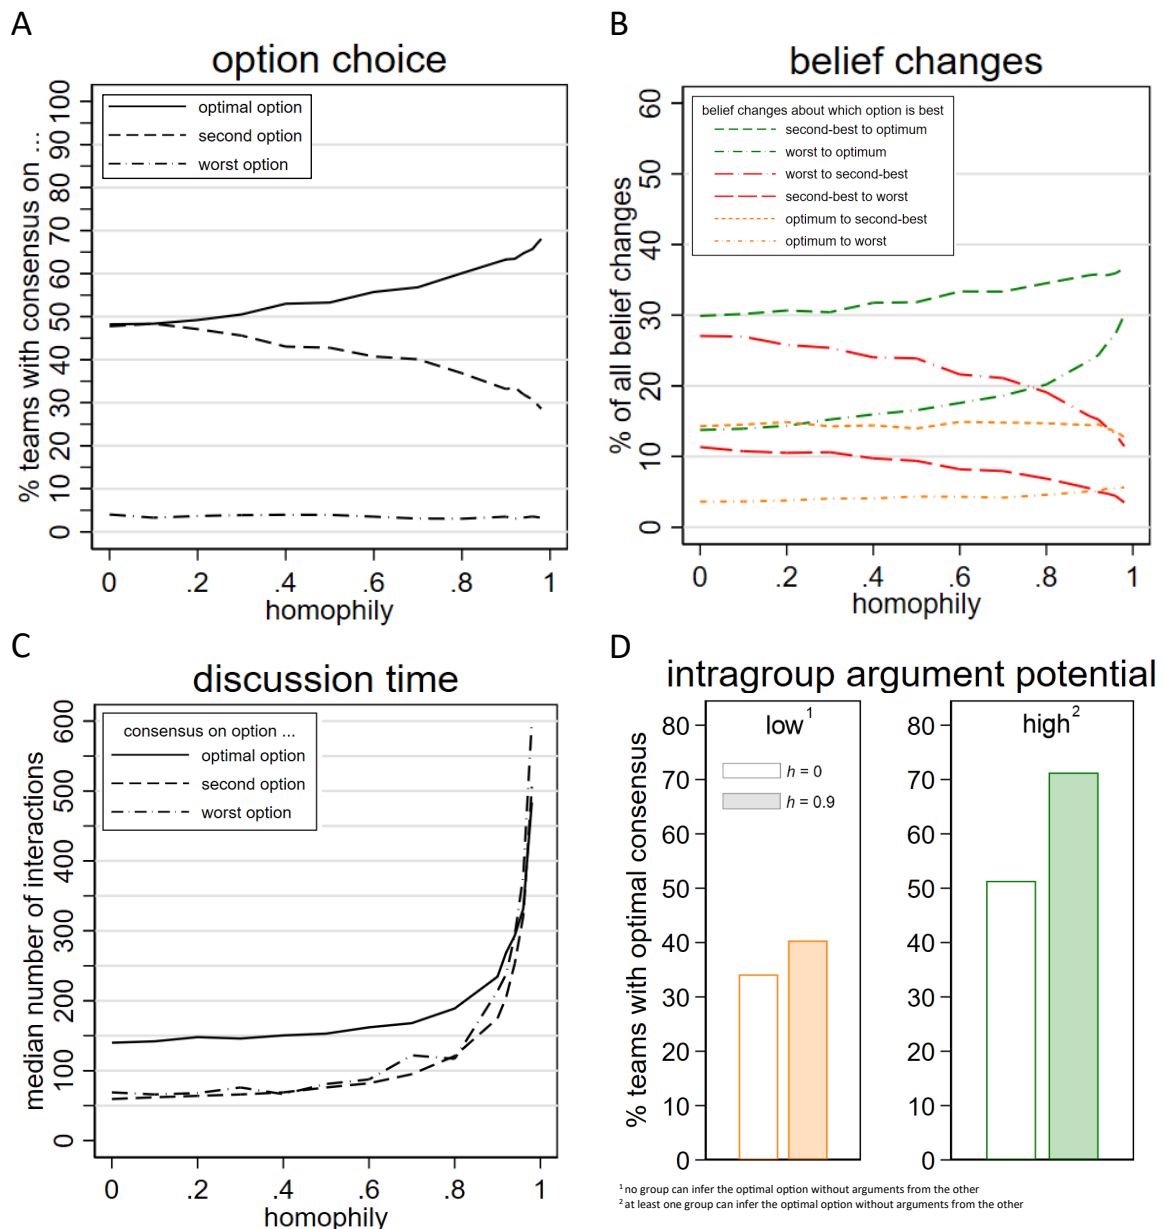 A
option choice
% teams with consensus on ...
100
90
80
70
60
50
40
30
20
10
0
optimal option
second option
worst option
0
.2
.4
.6
.8
1
homophily
B
belief changes
% of all belief changes
60
50
40
30
20
10
0
belief changes about which option is best
second-best to optimum
worst to optimum
worst to second-best
second-best to worst
optimum to second-best
optimum to worst
0
.2
.4
.6
.8
1
homophily
C
discussion time
median number of interactions
600
500
400
300
200
100
0
consensus on option ...
optimal option
second option
worst option
0
.2
.4
.6
.8
1
homophily
D
intragroup argument potential
% teams with optimal consensus
80
70
60
50
40
30
20
10
0
low1
h = 0
h = 0.9
80
70
60
50
40
30
20
10
0
high2
1 no group can infer the optimal option without arguments from the other
2 at least one group can infer the optimal option without arguments from the other